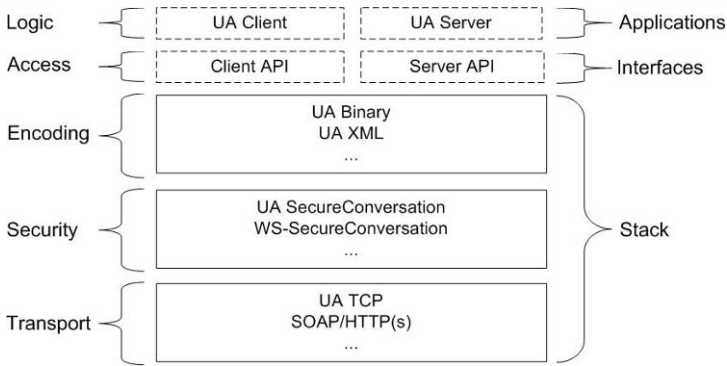 Logic UA Client UA Server Applications
Access Client API Server API Interfaces
Encoding
UA Binary
UA XML
...
Security
UA SecureConversation
WS-SecureConversation
...
Stack
Transport
UA TCP
SOAP/HTTP(s)
...